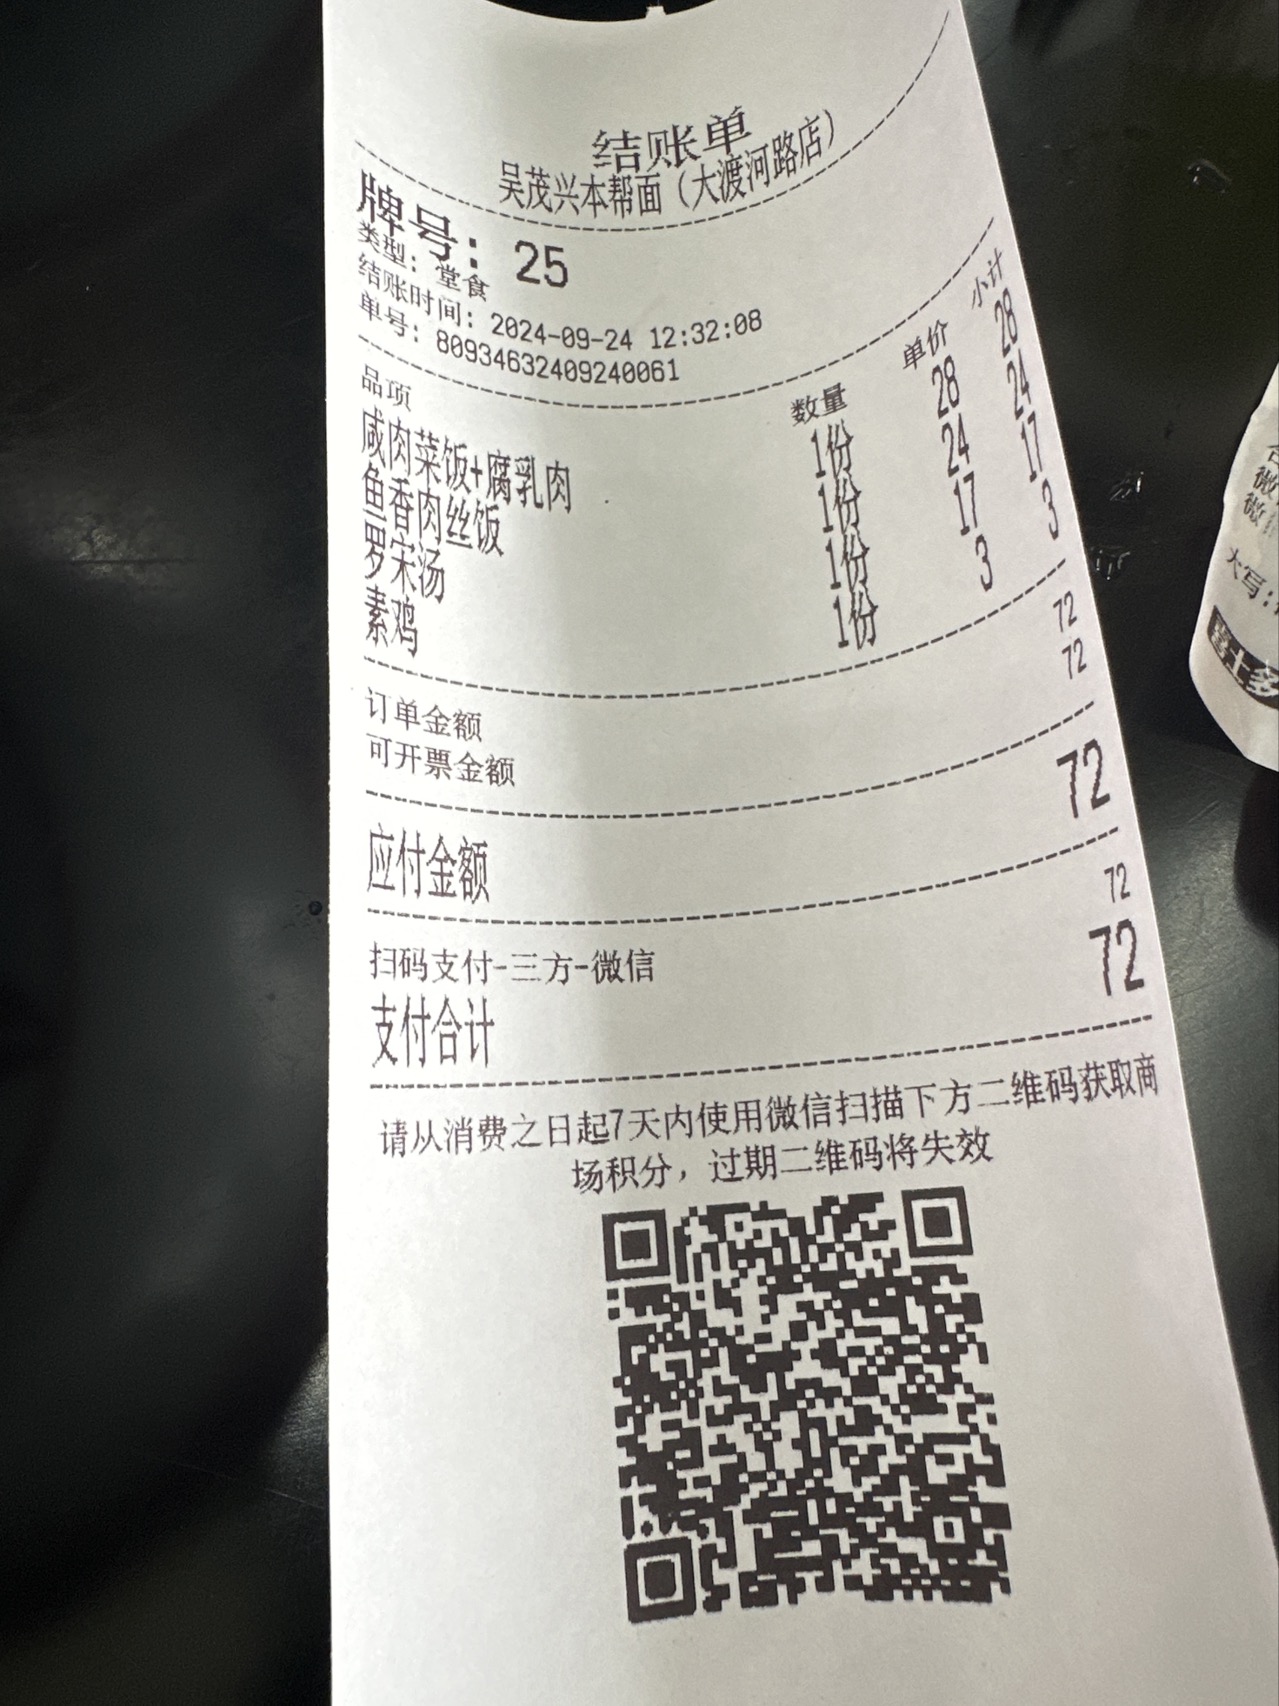 结账单
吴茂兴本帮面（大渡河路店）
牌号：25
类型：堂食
结账时间：2024-09-24 12:32:08
单号：80934632409240061
品项 数量 单价 小计
咸肉菜饭+腐乳肉 1份 28 28
鱼香肉丝饭 1份 24 24
罗宋汤 1份 17 17
素鸡 1份 3 3
订单金额 72
可开票金额 72
应付金额 72
扫码支付-三方-微信 72
支付合计 72
请从消费之日起7天内使用微信扫描下方二维码获取商
场积分，过期二维码将失效
微
微
大写：
喜士多